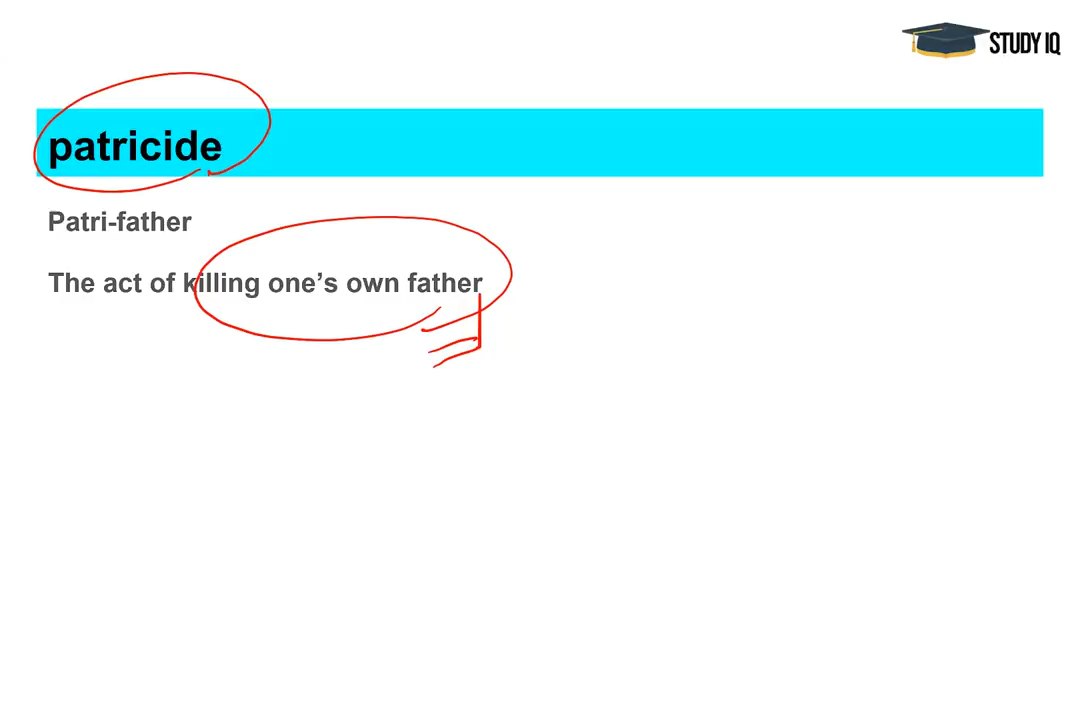 STUDY IQ
patricide
Patri-father
The act of killing one’s own father